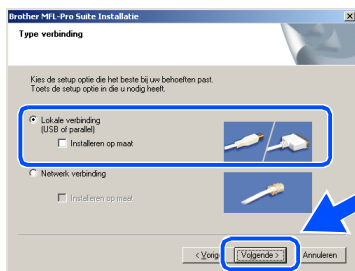 Brother MFL-Pro Suite Installatie
Type verbinding
Kies de setup optie die het beste bij uw behoeften past.
Toets de setup optie in die u nodig heeft.
Lokale verbinding
(USB of parallel)
Installeren op maat
Netwerk verbinding
Installeren op maat
< Vorige
Volgende >
Annuleren